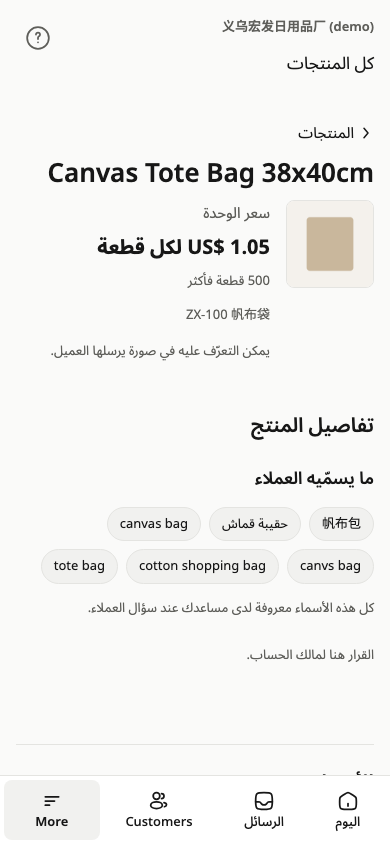 义乌宏发日用品厂 (demo)
كل المنتجات
المنتجات
Canvas Tote Bag 38x40cm
سعر الوحدة
US$ 1.05 لكل قطعة
500 قطعة فأكثر
ZX-100 帆布袋
يمكن التعرّف عليه في صورة يرسلها العميل.
تفاصيل المنتج
ما يسمّيه العملاء
帆布包 حقيبة قماش canvas bag
canvs bag cotton shopping bag tote bag
كل هذه الأسماء معروفة لدى مساعدك عند سؤال العملاء.
القرار هنا لمالك الحساب.
اليوم الرسائل Customers More